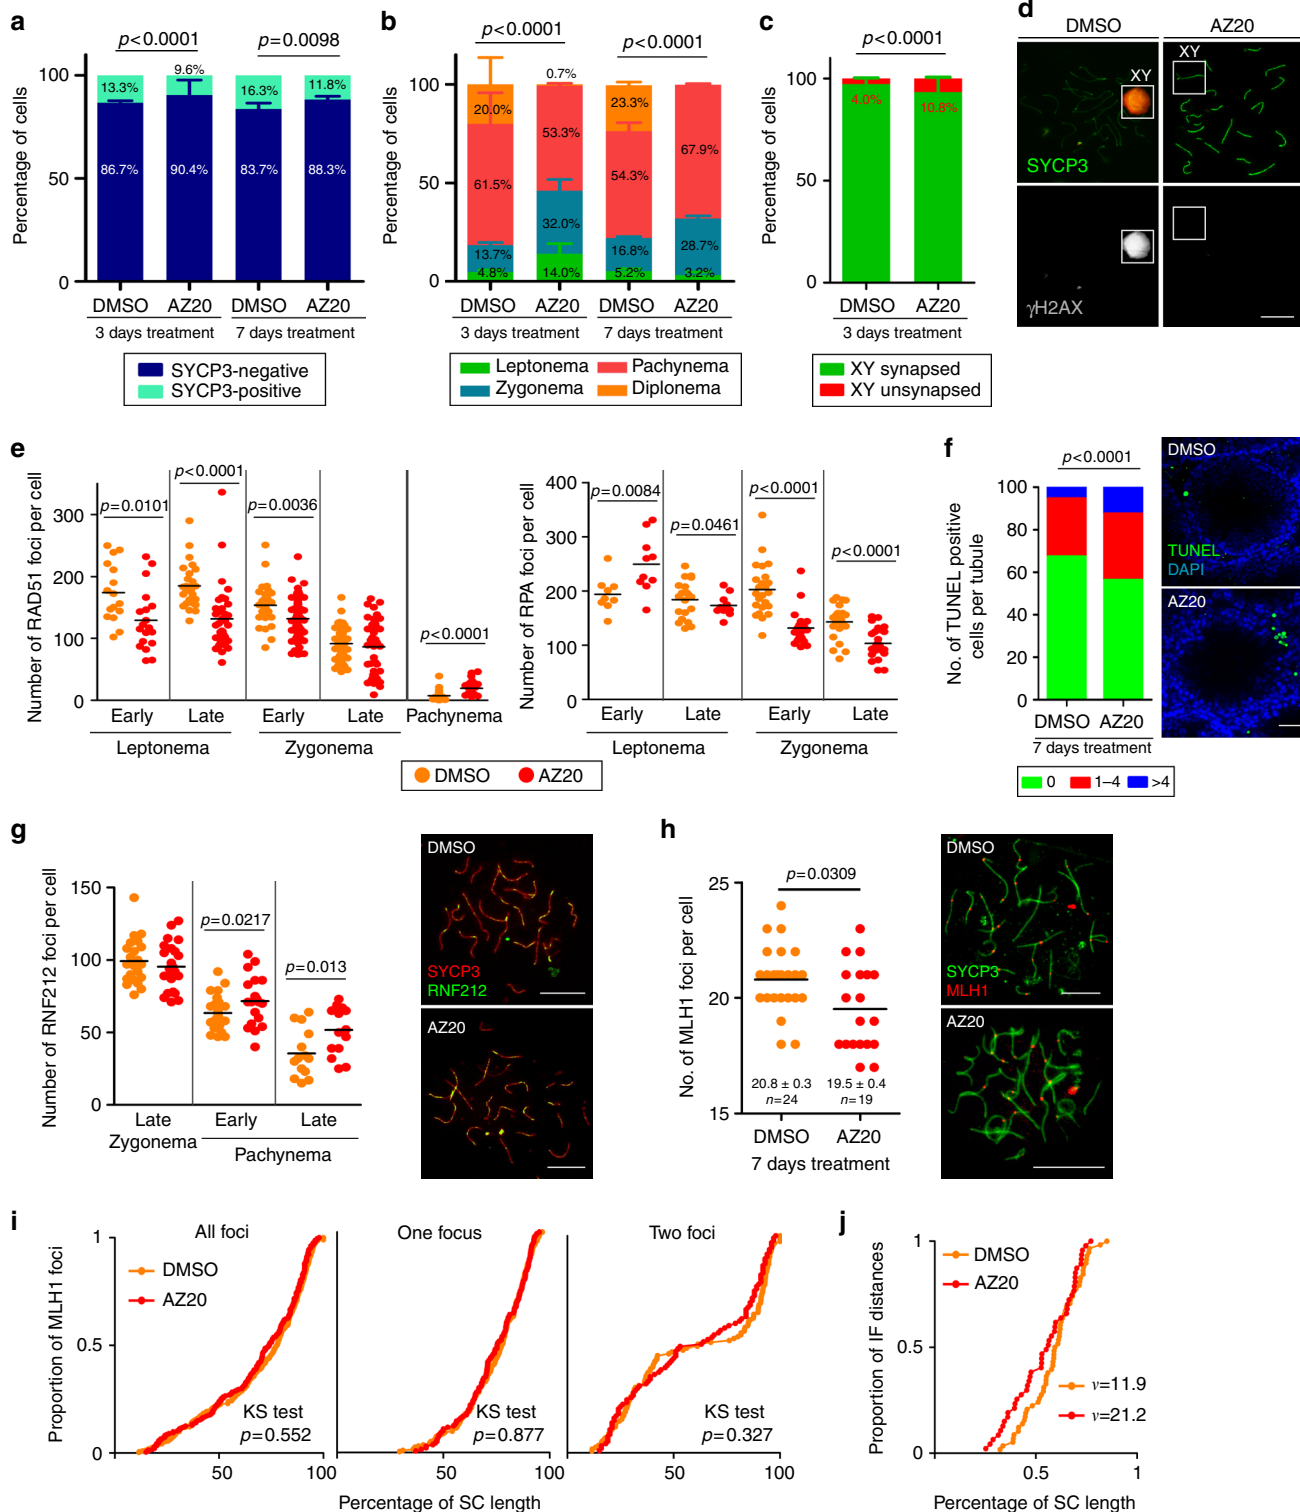 a
p<0.0001
p=0.0098
Percentage of cells
100
50
0
13.3%
9.6%
16.3%
11.8%
86.7%
90.4%
83.7%
88.3%
DMSO
AZ20
DMSO
AZ20
3 days treatment
7 days treatment
SYCP3-negative
SYCP3-positive
b
p<0.0001
p<0.0001
Percentage of cells
100
50
0
20.0%
0.7%
23.3%
61.5%
53.3%
54.3%
67.9%
13.7%
32.0%
16.8%
28.7%
4.8%
14.0%
5.2%
3.2%
DMSO
AZ20
DMSO
AZ20
3 days treatment
7 days treatment
Leptonema
Pachynema
Zygonema
Diplonema
c
p<0.0001
Percentage of cells
100
50
0
4.0%
10.8%
DMSO
AZ20
3 days treatment
XY synapsed
XY unsynapsed
d
DMSO
AZ20
XY
XY
SYCP3
γH2AX
e
Number of RAD51 foci per cell
300
200
100
0
p=0.0101
p<0.0001
p=0.0036
p<0.0001
Early
Late
Early
Late
Pachynema
Leptonema
Zygonema
Number of RPA foci per cell
400
300
200
100
0
p=0.0084
p=0.0461
p<0.0001
p<0.0001
Early
Late
Early
Late
Leptonema
Zygonema
DMSO
AZ20
f
p<0.0001
No. of TUNEL positive
cells per tubule
100
80
60
40
20
0
DMSO
AZ20
7 days treatment
0
1–4
>4
DMSO
TUNEL
DAPI
AZ20
g
Number of RNF212 foci per cell
150
100
50
0
p=0.0217
p=0.013
Late
Zygonema
Early
Late
Pachynema
DMSO
SYCP3
RNF212
AZ20
h
No. of MLH1 foci per cell
25
20
15
p=0.0309
20.8 ± 0.3
n=24
19.5 ± 0.4
n=19
DMSO
AZ20
7 days treatment
DMSO
SYCP3
MLH1
AZ20
i
Proportion of MLH1 foci
1
0.5
0
All foci
DMSO
AZ20
KS test
p=0.552
One focus
KS test
p=0.877
Two foci
KS test
p=0.327
50
100
50
100
50
100
Percentage of SC length
j
Proportion of IF distances
1
0.5
0
DMSO
AZ20
v=11.9
v=21.2
0.5
1
Percentage of SC length